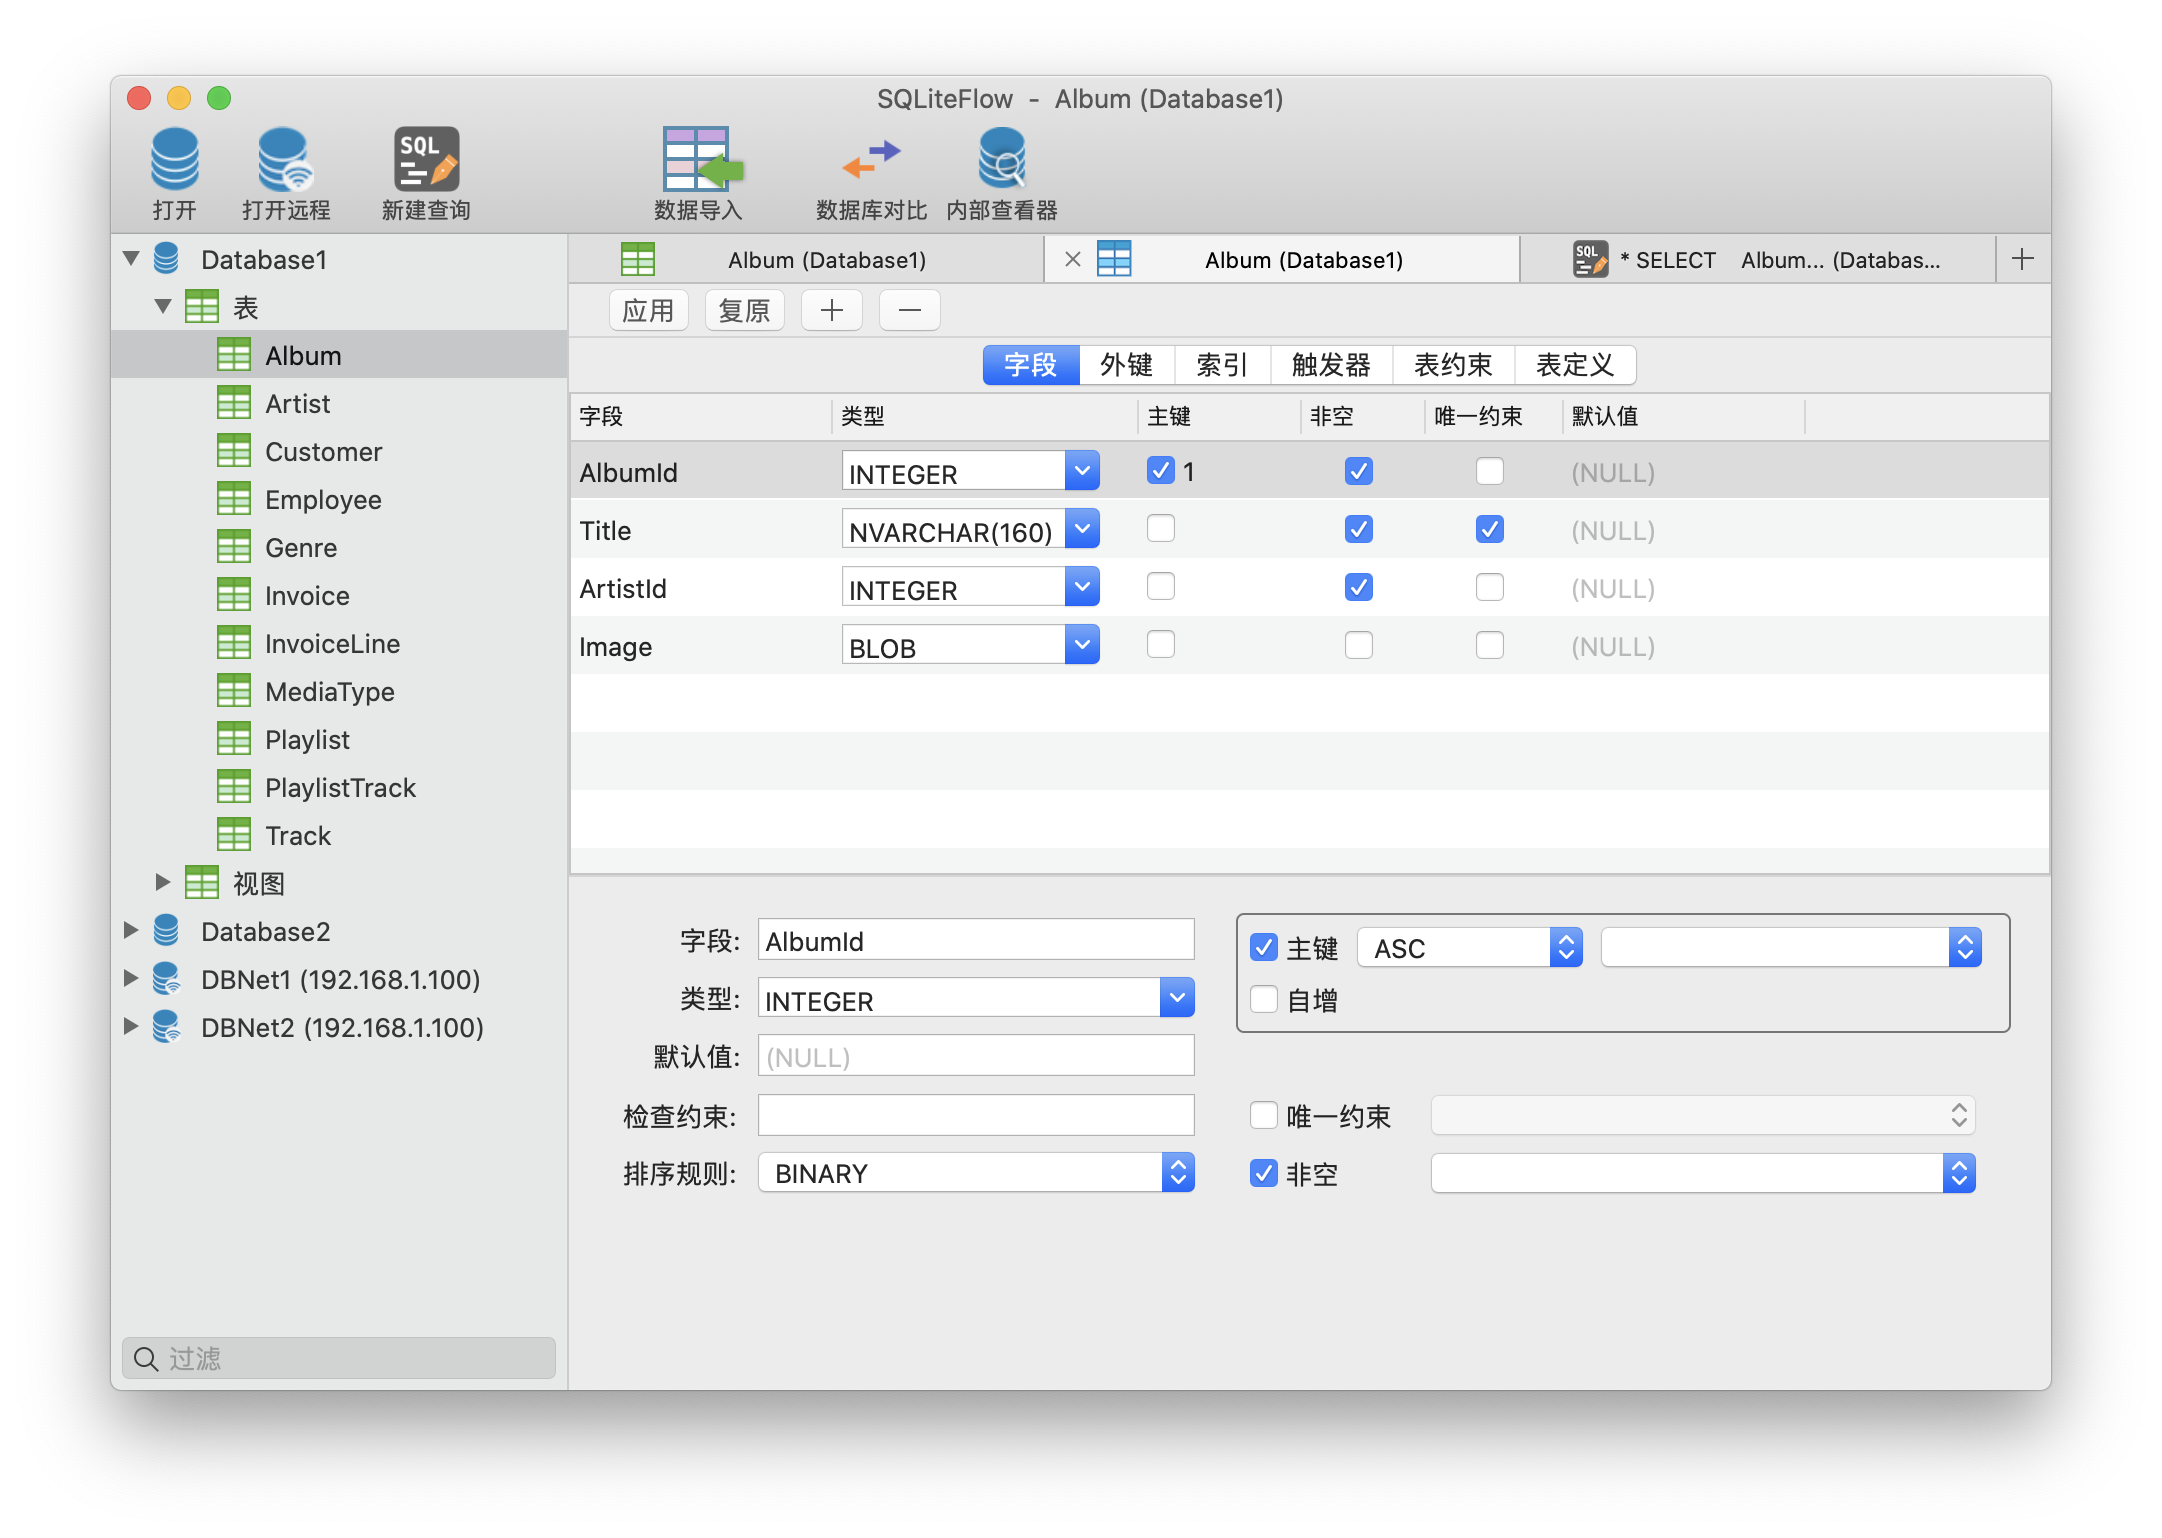 SQLiteFlow - Album (Database1)
打开 打开远程 新建查询 数据导入 数据库对比 内部查看器
SQL
Database1
表
Album
Artist
Customer
Employee
Genre
Invoice
InvoiceLine
MediaType
Playlist
PlaylistTrack
Track
视图
Database2
DBNet1 (192.168.1.100)
DBNet2 (192.168.1.100)
过滤
Album (Database1) Album (Database1) SQL * SELECT Album... (Databas...
应用 复原
字段 外键 索引 触发器 表约束 表定义
字段 类型 主键 非空 唯一约束 默认值
AlbumId INTEGER 1 (NULL)
Title NVARCHAR(160) (NULL)
ArtistId INTEGER (NULL)
Image BLOB (NULL)
字段: AlbumId
类型: INTEGER
默认值: (NULL)
检查约束:
排序规则: BINARY
主键 ASC
自增
唯一约束
非空